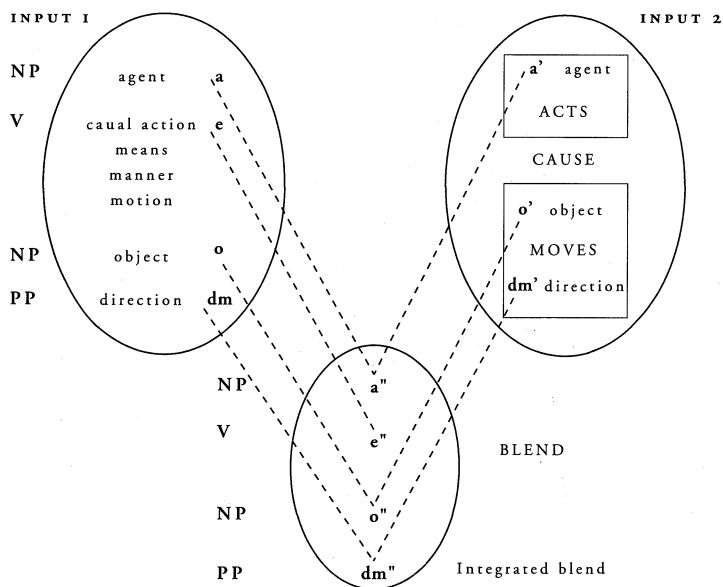 INPUT 1
INPUT 2
NP agent a
a' agent
ACTS
V caual action e
means
manner
motion
CAUSE
NP object o
o' object
MOVES
PP direction dm
dm' direction
NP a"
V e"
BLEND
NP o"
PP dm" Integrated blend